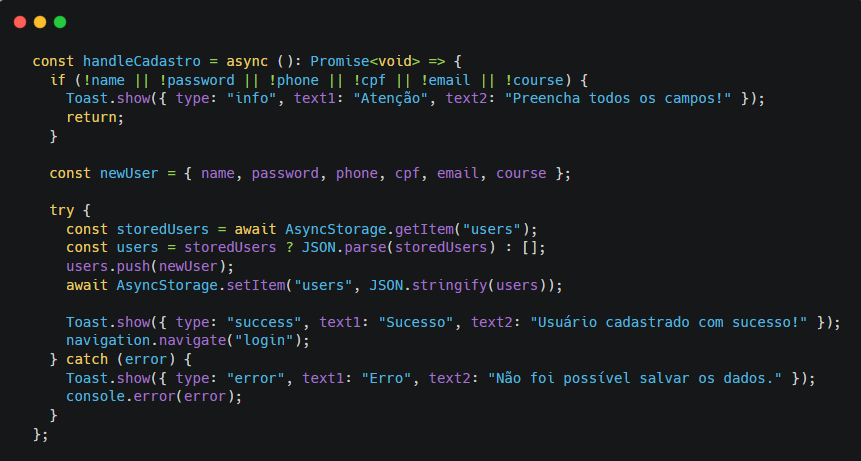 const handleCadastro = async (): Promise<void> => {
  if (!name || !password || !phone || !cpf || !email || !course) {
    Toast.show({ type: "info", text1: "Atenção", text2: "Preencha todos os campos!" });
    return;
  }

  const newUser = { name, password, phone, cpf, email, course };

  try {
    const storedUsers = await AsyncStorage.getItem("users");
    const users = storedUsers ? JSON.parse(storedUsers) : [];
    users.push(newUser);
    await AsyncStorage.setItem("users", JSON.stringify(users));

    Toast.show({ type: "success", text1: "Sucesso", text2: "Usuário cadastrado com sucesso!" });
    navigation.navigate("login");
  } catch (error) {
    Toast.show({ type: "error", text1: "Erro", text2: "Não foi possível salvar os dados." });
    console.error(error);
  }
};